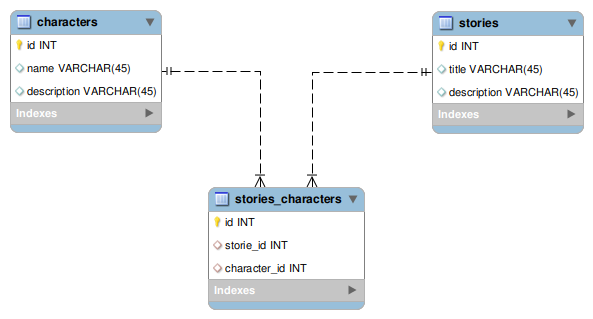 characters
id INT
name VARCHAR(45)
description VARCHAR(45)
Indexes
stories
id INT
title VARCHAR(45)
description VARCHAR(45)
Indexes
stories_characters
id INT
storie_id INT
character_id INT
Indexes